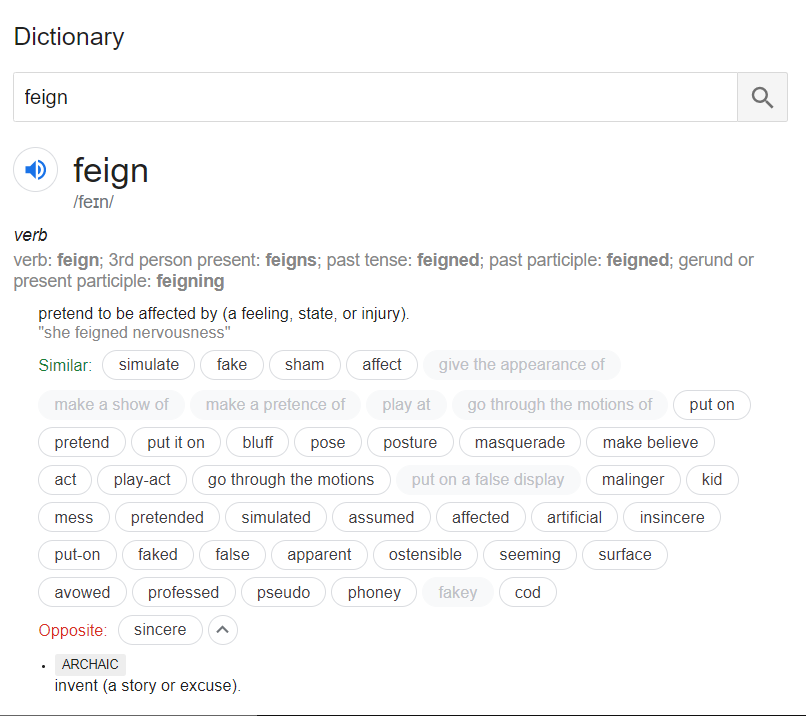 Dictionary
feign
feign
/feɪn/
verb
verb: feign; 3rd person present: feigns; past tense: feigned; past participle: feigned; gerund or
present participle: feigning
pretend to be affected by (a feeling, state, or injury).
"she feigned nervousness"
Similar: simulate fake sham affect give the appearance of
make a show of make a pretence of play at go through the motions of put on
pretend put it on bluff pose posture masquerade make believe
act play-act go through the motions put on a false display malinger kid
mess pretended simulated assumed affected artificial insincere
put-on faked false apparent ostensible seeming surface
avowed professed pseudo phoney fakey cod
Opposite: sincere
• ARCHAIC
invent (a story or excuse).